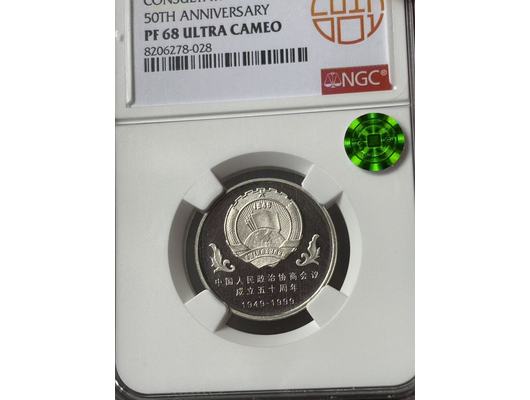 50TH ANNIVERSARY
PF 68 ULTRA CAMEO
8206278-028
NGC®
中国人民政治协商会议
成立五十周年
1949-1999